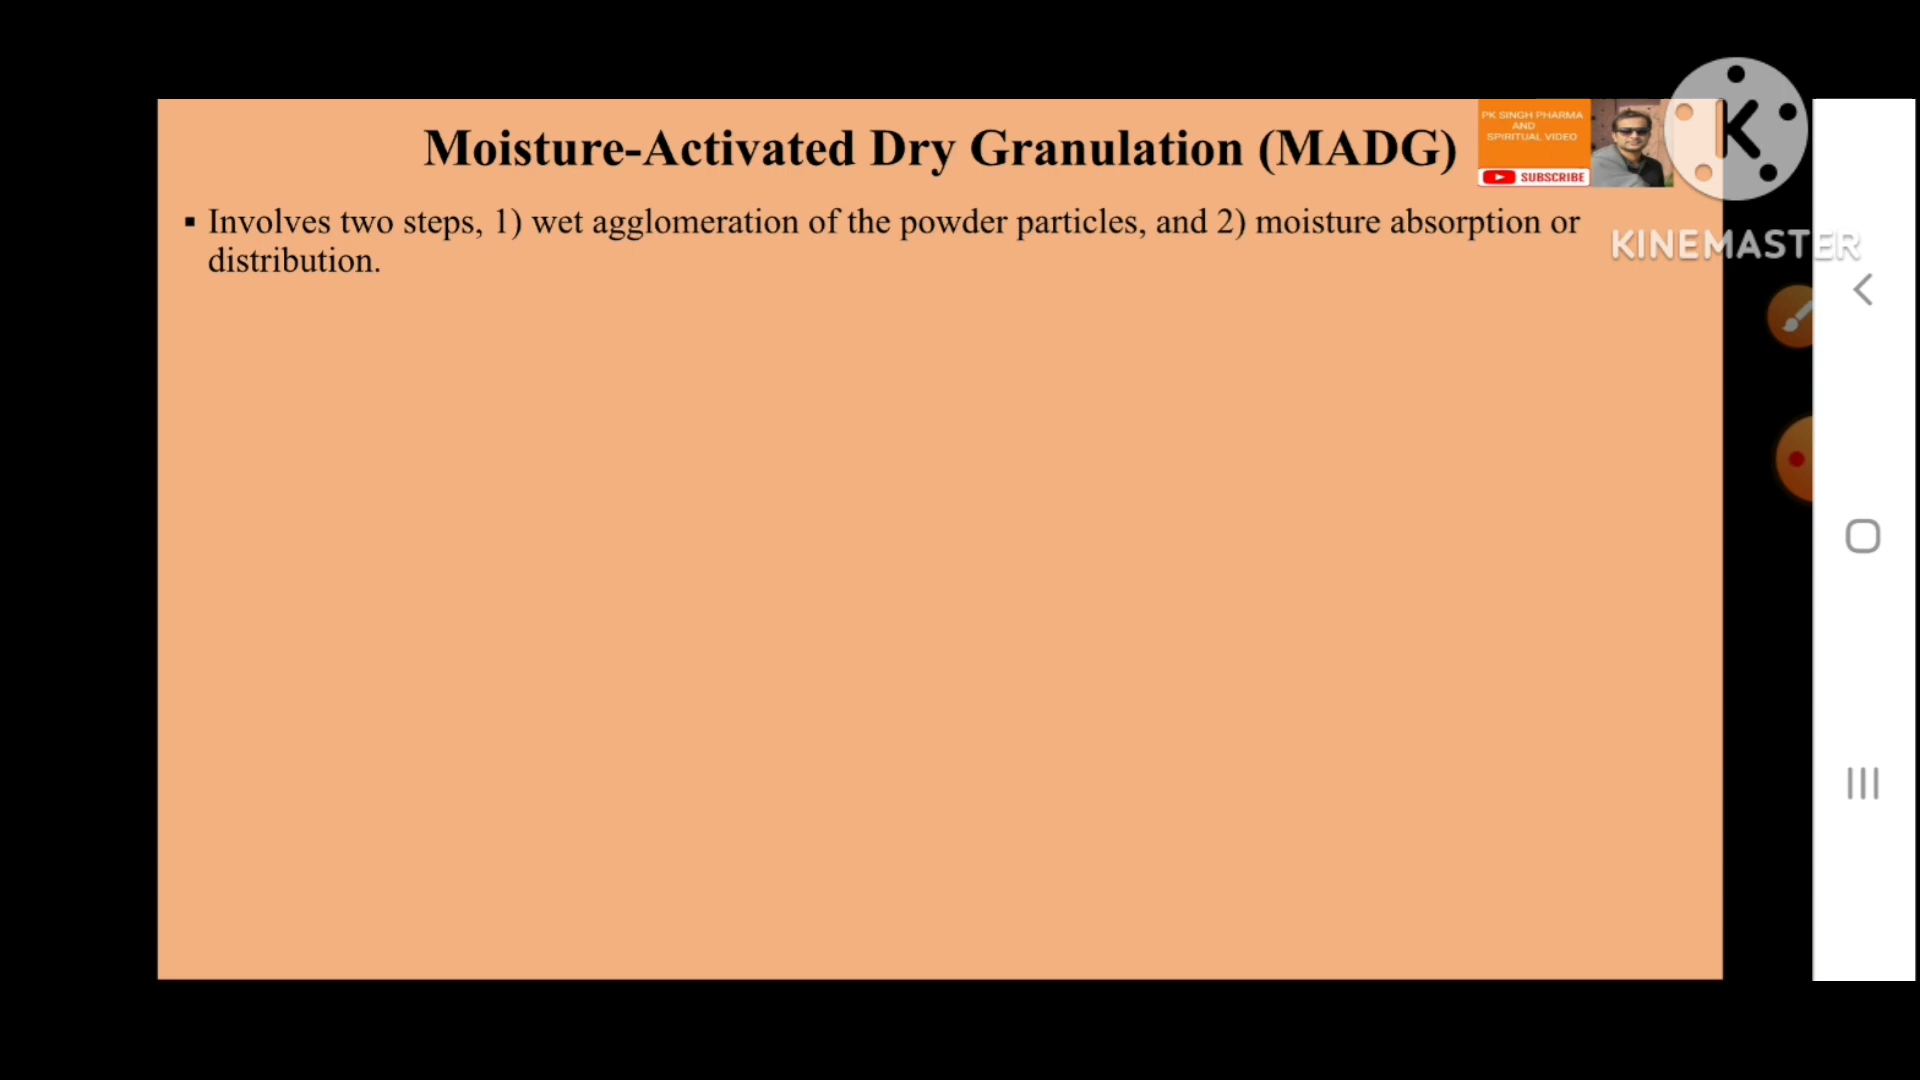 Moisture-Activated Dry Granulation (MADG)
PK SINGH PHARMA
AND
SPIRITUAL VIDEO
SUBSCRIBE
K
KINEMASTER
▪ Involves two steps, 1) wet agglomeration of the powder particles, and 2) moisture absorption or
distribution.